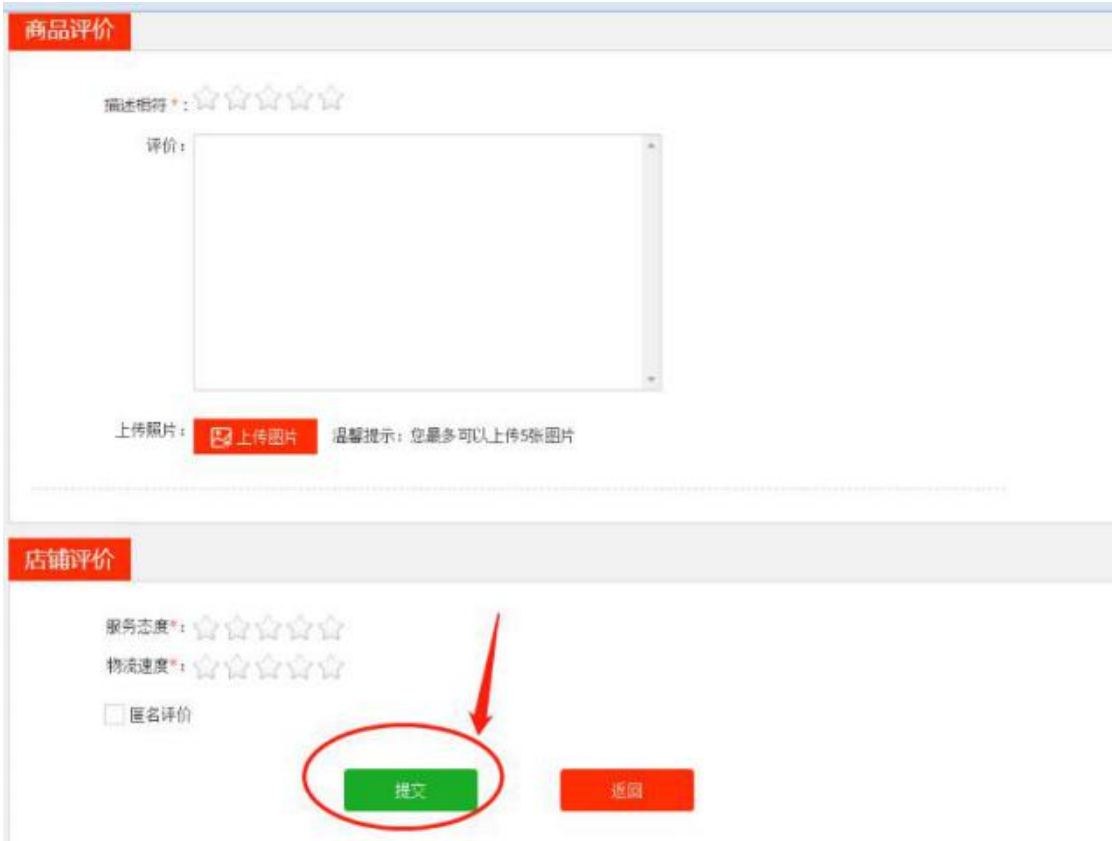 商品评价
描述相符*：
评价：
上传照片： 上传图片 温馨提示：您最多可以上传5张图片
店铺评价
服务态度*：
物流速度*：
匿名评价
提交 返回